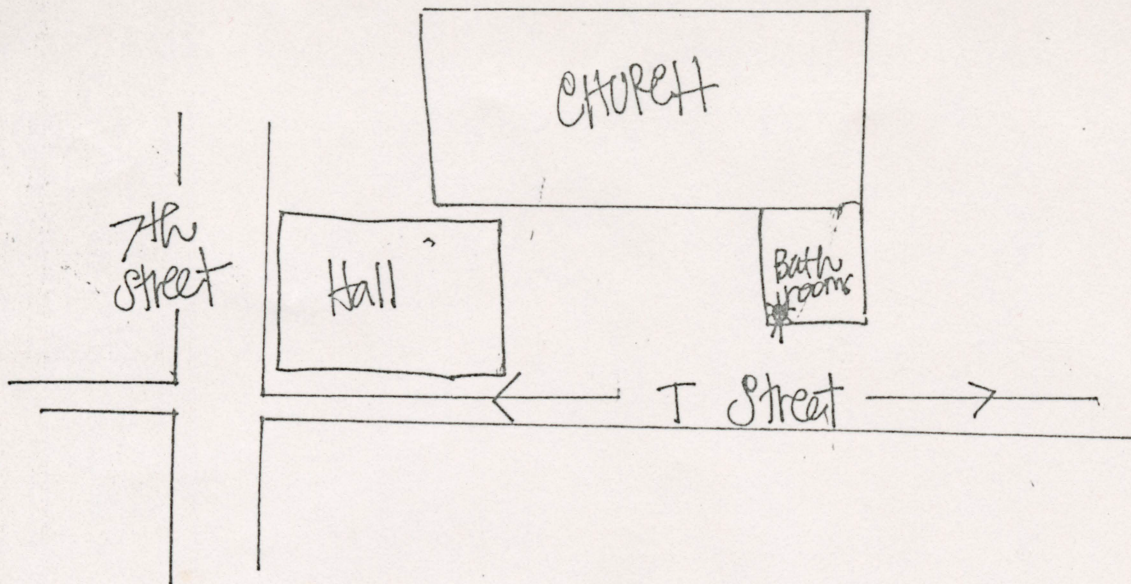 CHURCH
7th
Street
Hall
Bath
rooms
T Street